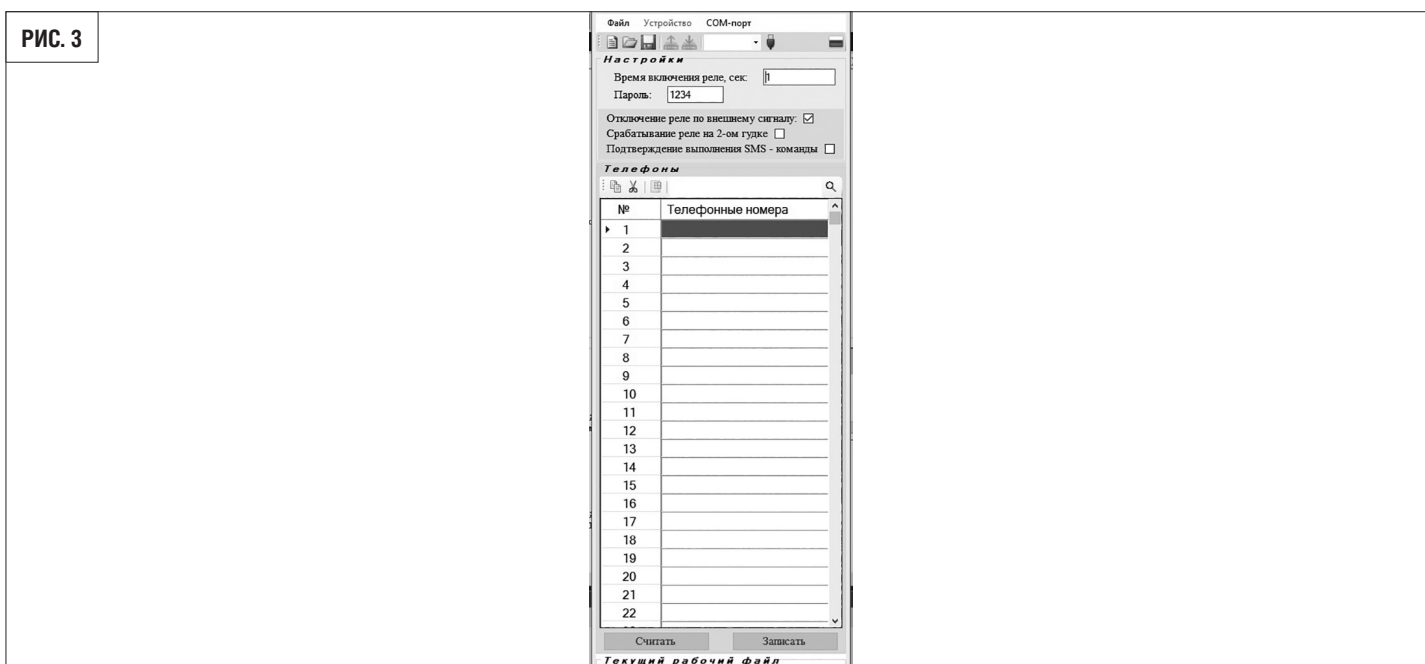 РИС. 3
Файл Устройство COM-порт
Настройки
Время включения реле, сек: 1
Пароль: 1234
Отключение реле по внешнему сигналу:
Срабатывание реле на 2-ом гудке
Подтверждение выполнения SMS - команды
Телефоны
№ Телефонные номера
1
2
3
4
5
6
7
8
9
10
11
12
13
14
15
16
17
18
19
20
21
22
Считать Записать
Текущий рабочий файл